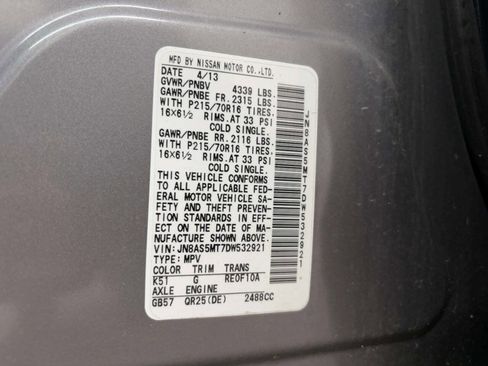 MFD BY NISSAN MOTOR CO.,LTD.
DATE 4/13
GVWR/PNBV 4339 LBS.
GAWR/PNBE FR. 2315 LBS.
WITH P215/70R16 TIRES.
16×6½ RIMS.AT 33 PSI
COLD SINGLE.
GAWR/PNBE RR. 2116 LBS.
WITH P215/70R16 TIRES.
16×6½ RIMS.AT 33 PSI
COLD SINGLE.
THIS VEHICLE CONFORMS
TO ALL APPLICABLE FED-
ERAL MOTOR VEHICLE SA-
FETY AND THEFT PREVEN-
TION STANDARDS IN EFF-
ECT ON THE DATE OF MA-
NUFACTURE SHOWN ABOVE.
VIN: JN8AS5MT7DW532921
TYPE: MPV
COLOR TRIM TRANS
K51 G RE0F10A
AXLE ENGINE
GB57 QR25(DE) 2488CC
JN8AS5MT7DW532921